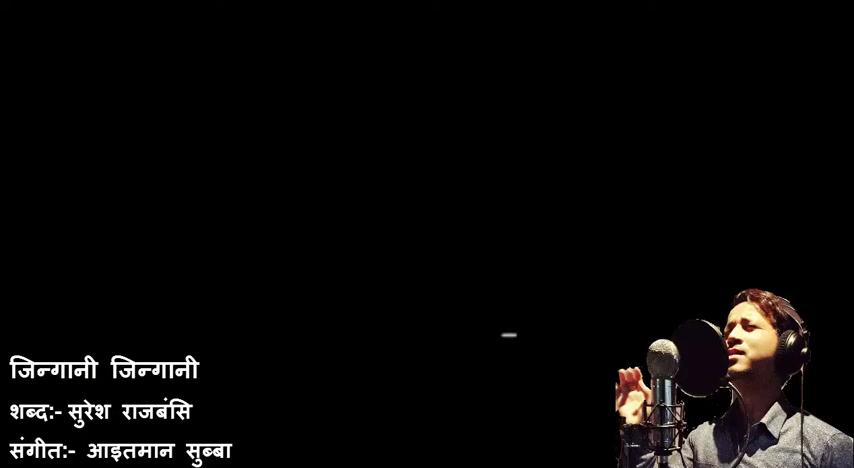 जिन्गानी जिन्गानी
शब्द:- सुरेश राजबंसि
संगीत:- आइतमान सुब्बा